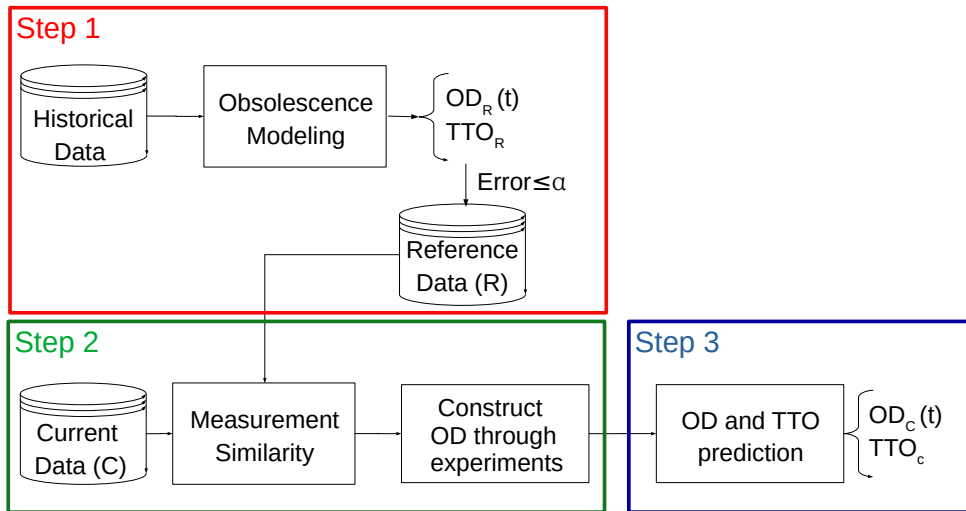 Step 1
Historical
Data
Obsolescence
Modeling
OD_R (t)
TTO_R
Error≤α
Reference
Data (R)
Step 2
Current
Data (C)
Measurement
Similarity
Construct
OD through
experiments
Step 3
OD and TTO
prediction
OD_C(t)
TTO_c